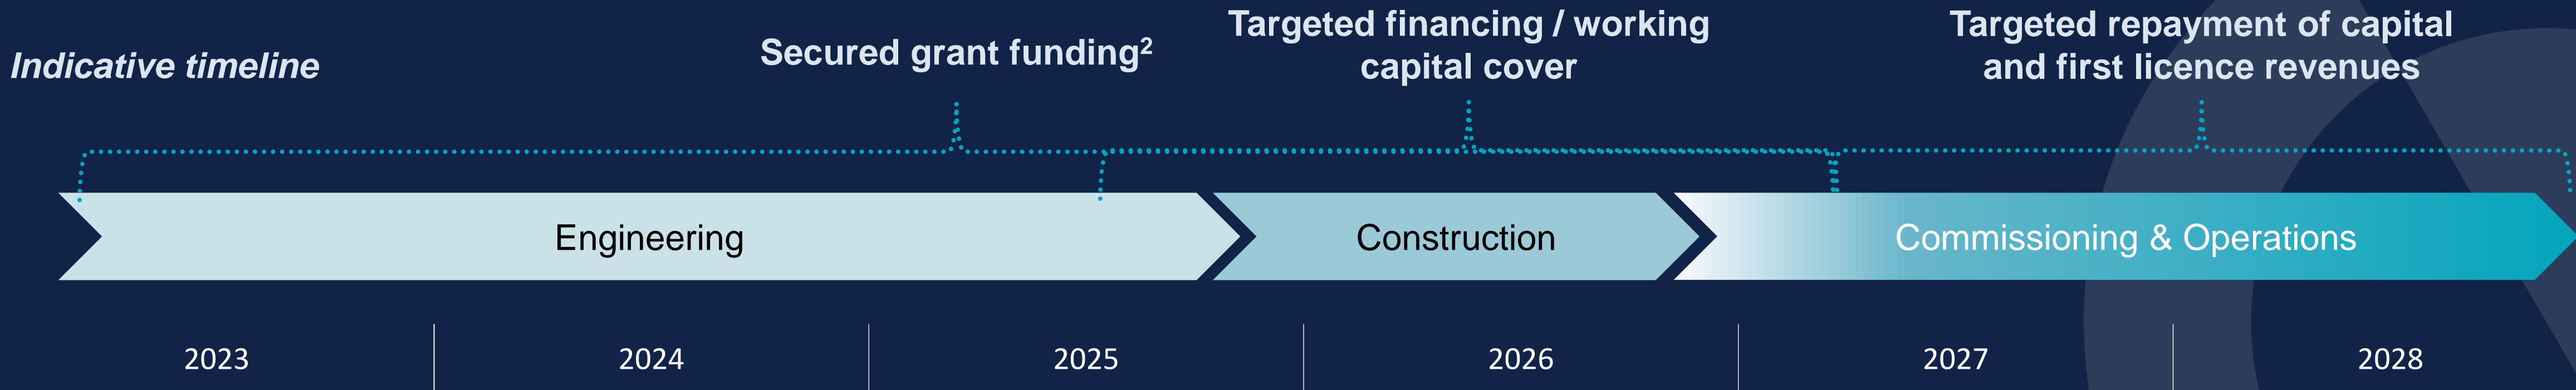 Indicative timeline
Secured grant funding2
Targeted financing / working
capital cover
Targeted repayment of capital
and first licence revenues
Engineering
Construction
Commissioning & Operations
2023
2024
2025
2026
2027
2028